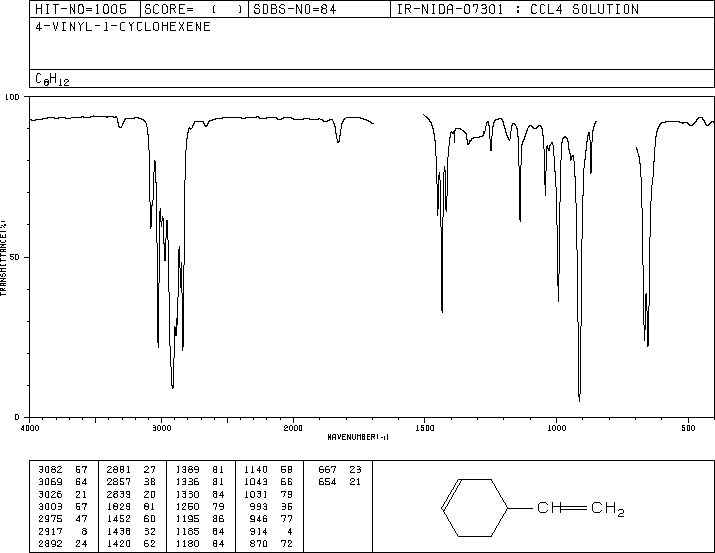 HIT-NO=1005 SCORE= ( ) SDBS-NO=84 IR-NIDA-07301 : CCL4 SOLUTION
4-VINYL-1-CYCLOHEXENE
C8H12
100
50
0
TRANSMITTANCE(%)
4000 3000 2000 1500 1000 500
WAVENUMBER(-1)
3082 57 2881 27 1389 81 1140 58 667 23
3069 64 2857 38 1336 81 1043 66 654 21
3026 21 2839 20 1330 84 1031 79
3003 57 1829 81 1250 79 993 35
2975 47 1452 60 1195 86 946 77
2917 8 1438 32 1185 84 914 4
2892 24 1420 62 1180 84 870 72
CH CH2